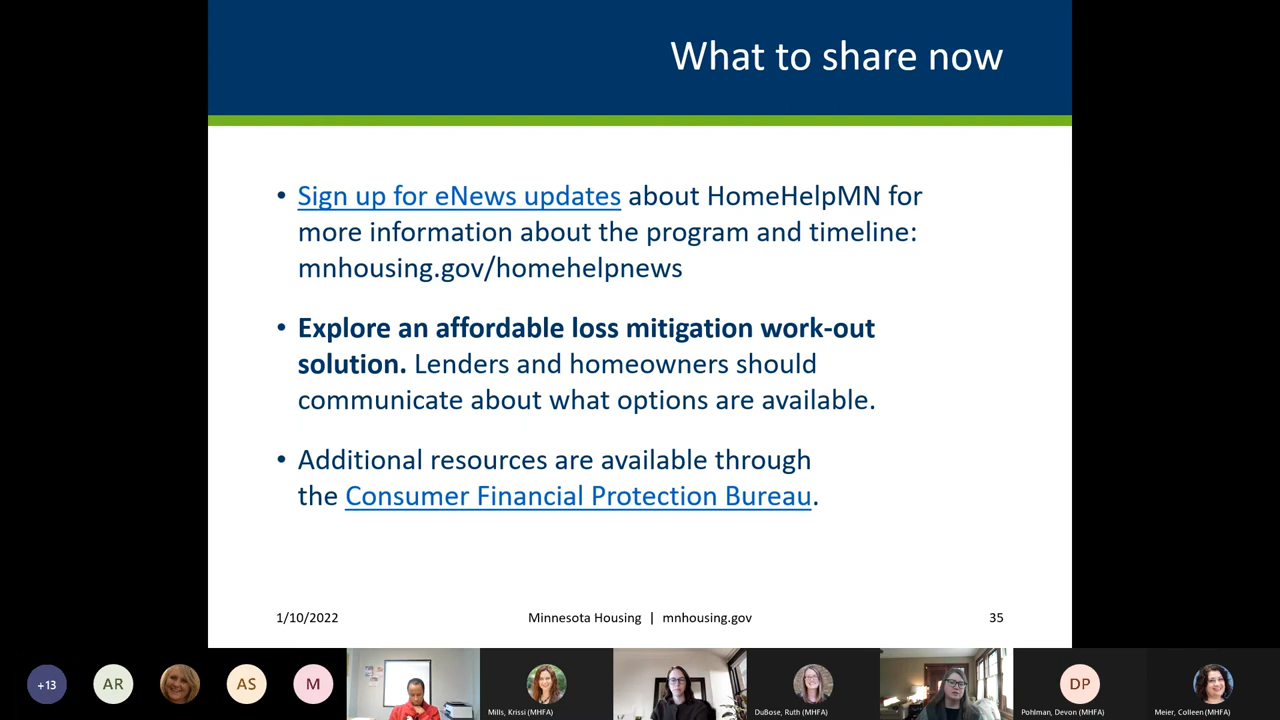 What to share now
• Sign up for eNews updates about HomeHelpMN for
more information about the program and timeline:
mnhousing.gov/homehelpnews
• Explore an affordable loss mitigation work-out
solution. Lenders and homeowners should
communicate about what options are available.
• Additional resources are available through
the Consumer Financial Protection Bureau.
1/10/2022
Minnesota Housing | mnhousing.gov
35
+13
AR
AS
M
Mills, Krissi (MHFA)
DuBose, Ruth (MHFA)
DP
Pohlman, Devon (MHFA)
Meier, Colleen (MHFA)